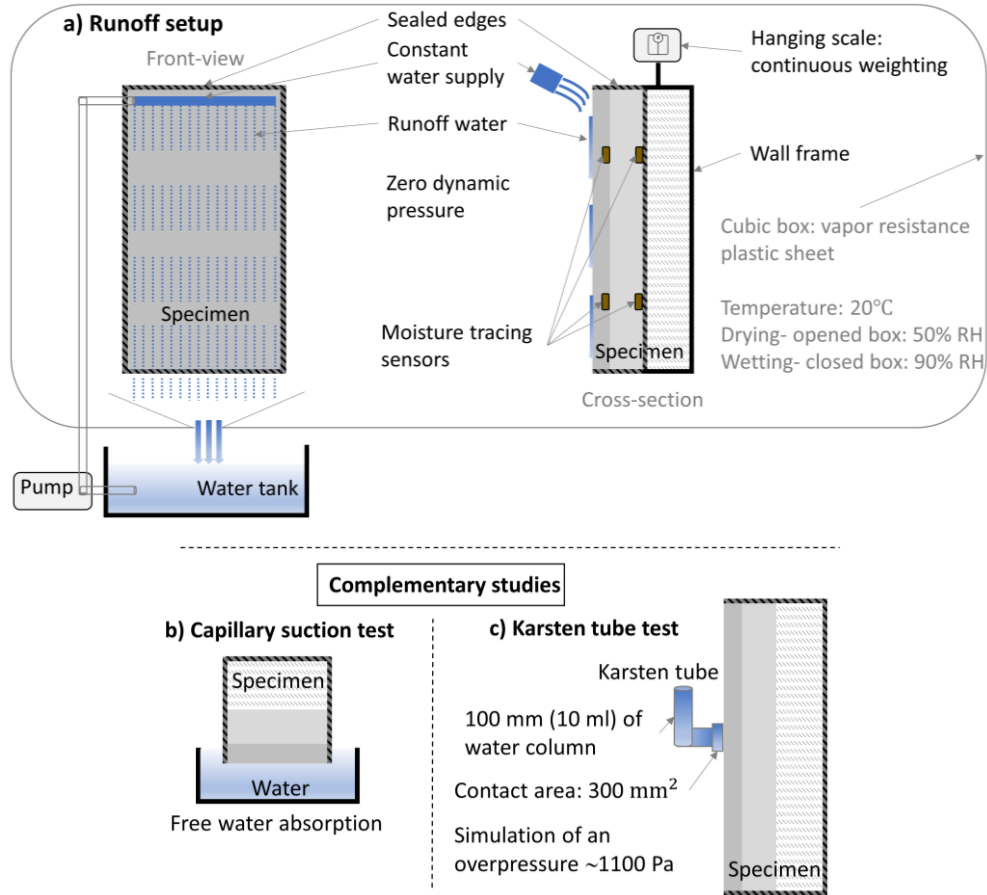 a) Runoff setup
Front-view
Sealed edges
Constant
water supply
Runoff water
Zero dynamic
pressure
Moisture tracing
sensors
Specimen
Specimen
Cross-section
Hanging scale:
continuous weighting
Wall frame
Cubic box: vapor resistance
plastic sheet
Temperature: 20℃
Drying- opened box: 50% RH
Wetting- closed box: 90% RH
Pump
Water tank
Complementary studies
b) Capillary suction test
Specimen
Water
Free water absorption
c) Karsten tube test
Karsten tube
100 mm (10 ml) of
water column
Contact area: 300 mm²
Simulation of an
overpressure ~1100 Pa
Specimen